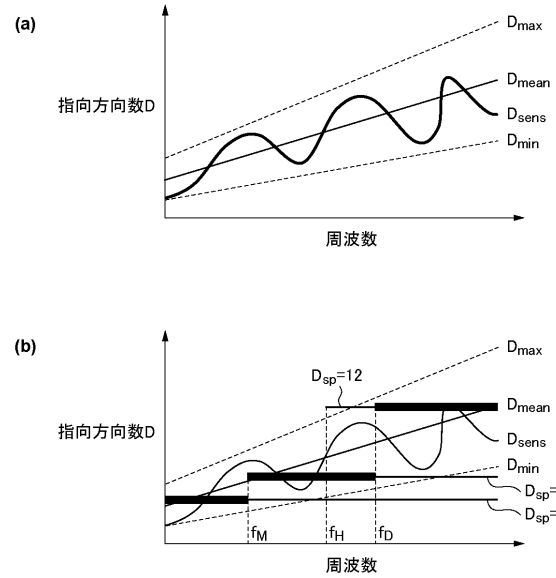 (a)
指向方向数D
Dmax
Dmean
Dsens
Dmin
周波数
(b)
指向方向数D
Dsp=12
Dmax
Dmean
Dsens
Dmin
Dsp=
Dsp=
fM
fH
fD
周波数